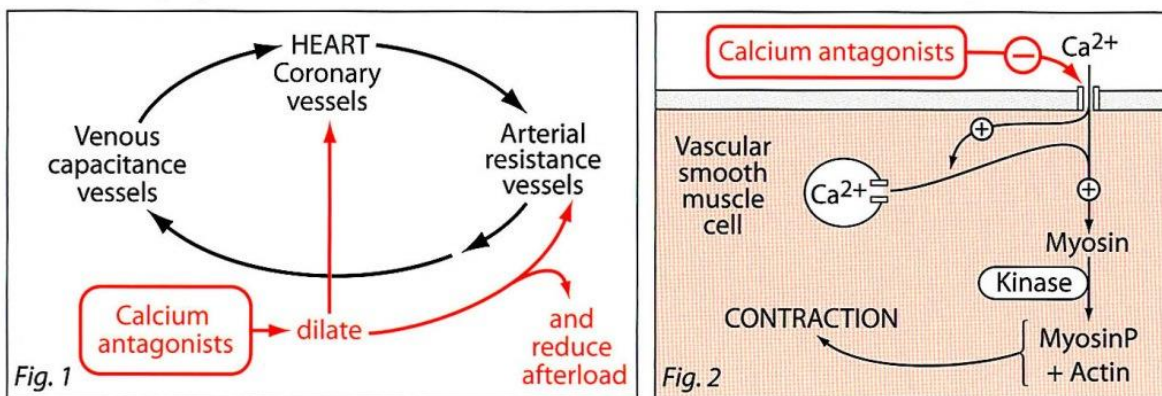 HEART
Coronary
vessels
Venous
capacitance
vessels
Arterial
resistance
vessels
Calcium
antagonists
dilate
and
reduce
afterload
Fig. 1
Calcium antagonists
−
Ca²⁺
+
Vascular
smooth
muscle
cell
Ca²⁺
+
Myosin
Kinase
CONTRACTION
MyosinP
+ Actin
Fig. 2